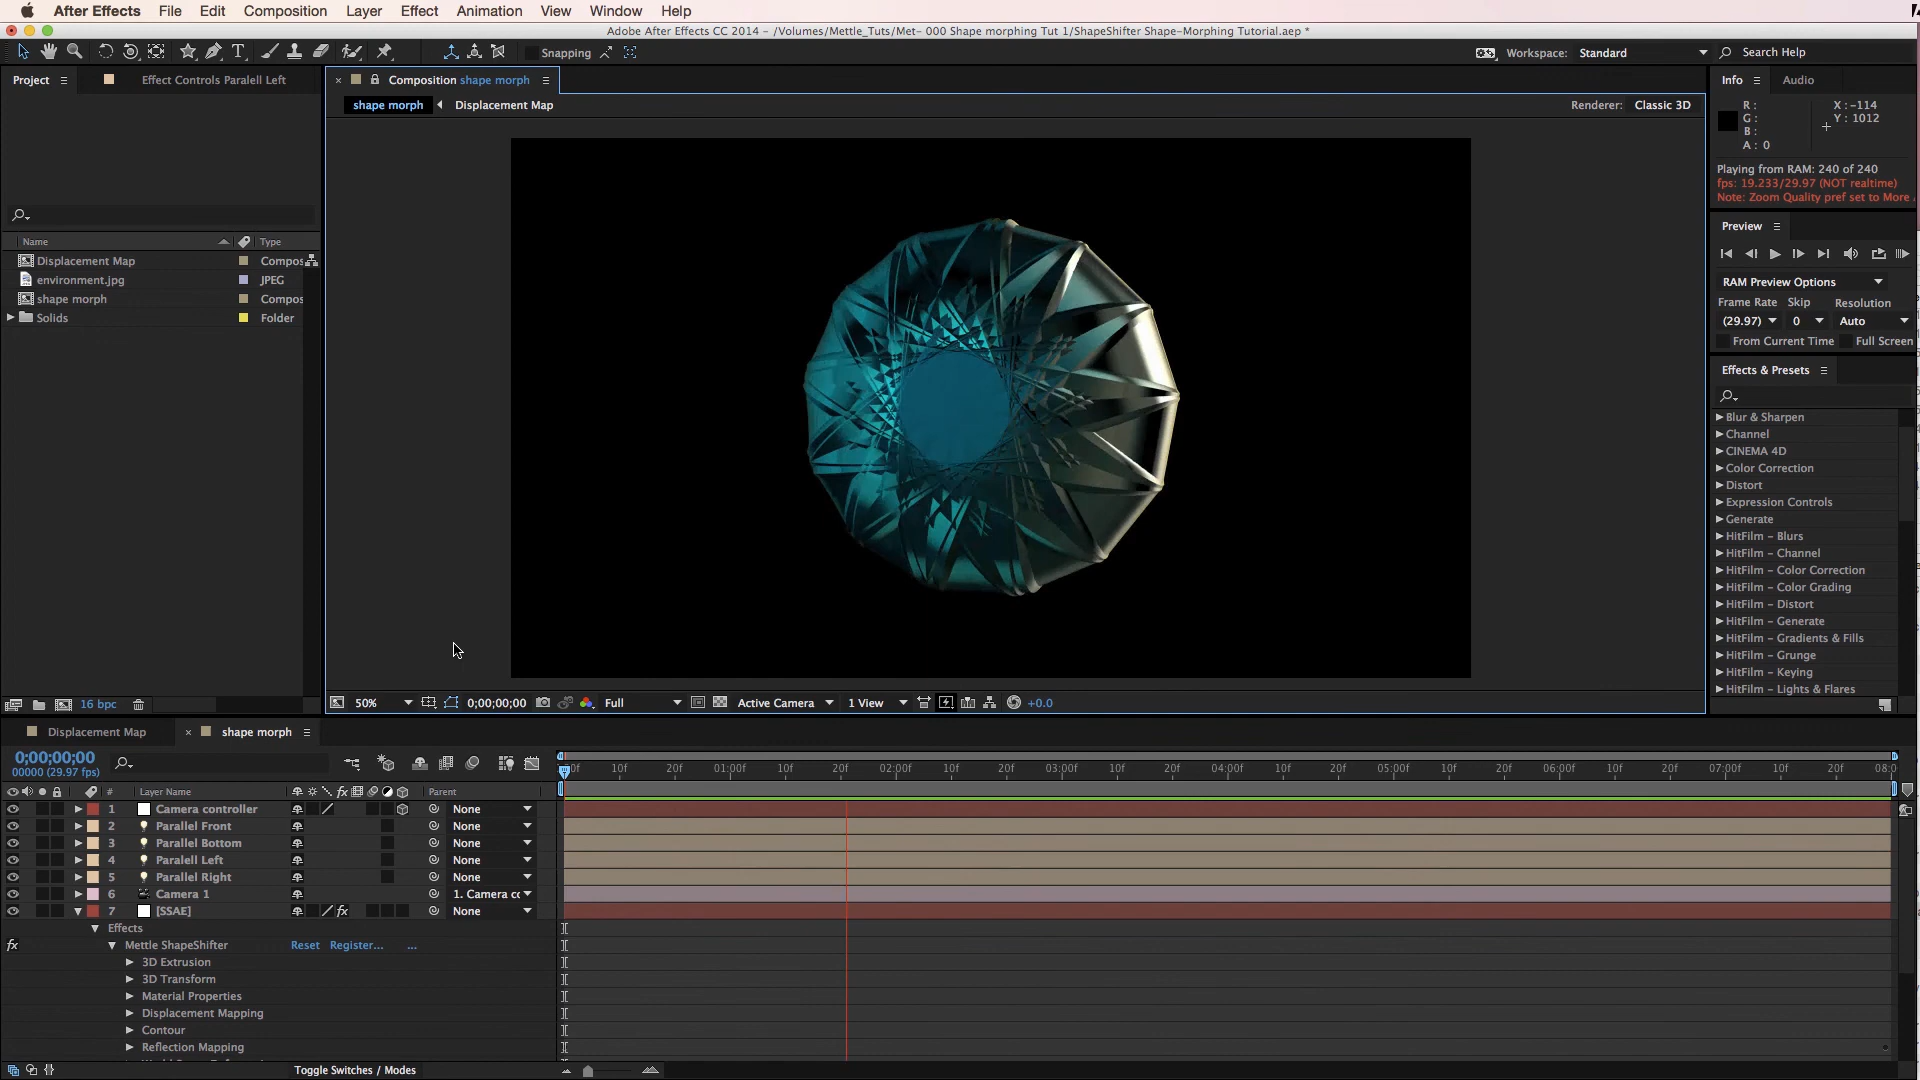 After Effects File Edit Composition Layer Effect Animation View Window Help
Adobe After Effects CC 2014 - /Volumes/Mettle_Tuts/Met- 000 Shape morphing Tut 1/ShapeShifter Shape-Morphing Tutorial.aep *
Snapping
Workspace: Standard
Search Help
Project
Effect Controls Paralell Left
Composition shape morph
shape morph
Displacement Map
Renderer: Classic 3D
Info
Audio
R :
G :
B :
A : 0
X : -114
Y : 1012
Playing from RAM: 240 of 240
fps: 19.233/29.97 (NOT realtime)
Note: Zoom Quality pref set to More
Preview
RAM Preview Options
Frame Rate Skip Resolution
(29.97) 0 Auto
From Current Time Full Screen
Effects & Presets
Blur & Sharpen
Channel
CINEMA 4D
Color Correction
Distort
Expression Controls
Generate
HitFilm - Blurs
HitFilm - Channel
HitFilm - Color Correction
HitFilm - Color Grading
HitFilm - Distort
HitFilm - Generate
HitFilm - Gradients & Fills
HitFilm - Grunge
HitFilm - Keying
HitFilm - Lights & Flares
Name Type
Displacement Map Compos
environment.jpg JPEG
shape morph Compos
Solids Folder
16 bpc
50%
0;00;00;00
Full
Active Camera
1 View
+0.0
Displacement Map
shape morph
0;00;00;00
00000 (29.97 fps)
0f 10f 20f 01:00f 10f 20f 02:00f 10f 20f 03:00f 10f 20f 04:00f 10f 20f 05:00f 10f 20f 06:00f 10f 20f 07:00f 10f 20f 08:0
# Layer Name fx Parent
1 Camera controller None
2 Parallel Front None
3 Parallel Bottom None
4 Paralell Left None
5 Parallel Right None
6 Camera 1 1. Camera cc
7 [SSAE] fx None
Effects
fx Mettle ShapeShifter Reset Register... ...
3D Extrusion
3D Transform
Material Properties
Displacement Mapping
Contour
Reflection Mapping
Toggle Switches / Modes